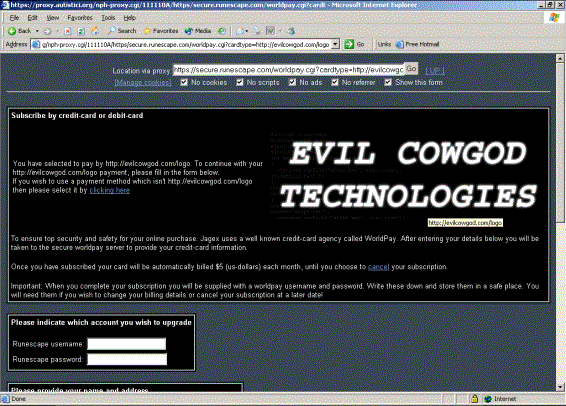 https://proxy.autistici.org/nph-proxy.cgi/111110A/https/secure.runescape.com/worldpay.cgi?cardt - Microsoft Internet Explorer
File Edit View Favorites Tools Help
Back Search Favorites Media
Address g/nph-proxy.cgi/111110A/https/secure.runescape.com/worldpay.cgi?cardtype=http://evilcowgod.com/logo Go Links Free Hotmail
Location via proxy: https://secure.runescape.com/worldpay.cgi?cardtype=http://evilcowgo Go [ UP ]
[Manage cookies] No cookies No scripts No ads No referrer Show this form
Subscribe by credit-card or debit-card
EVIL COWGOD
TECHNOLOGIES
You have selected to pay by http://evilcowgod.com/logo. To continue with your
http://evilcowgod.com/logo payment, please fill in the form below.
If you wish to use a payment method which isn't http://evilcowgod.com/logo
then please select it by clicking here
http://evilcowgod.com/logo
To ensure top security and safety for your online purchase. Jagex uses a well known credit-card agency called WorldPay. After entering your details below you will be
taken to the secure worldpay server to provide your credit-card information.
Once you have subscribed your card will be automatically billed $5 (us-dollars) each month, until you choose to cancel your subscription.
Important: When you complete your subscription you will be supplied with a worldpay username and password. Write these down and store them in a safe place. You
will need them if you wish to change your billing details or cancel your subscription at a later date!
Please indicate which account you wish to upgrade
Runescape username:
Runescape password:
Please provide your name and address
Done Internet